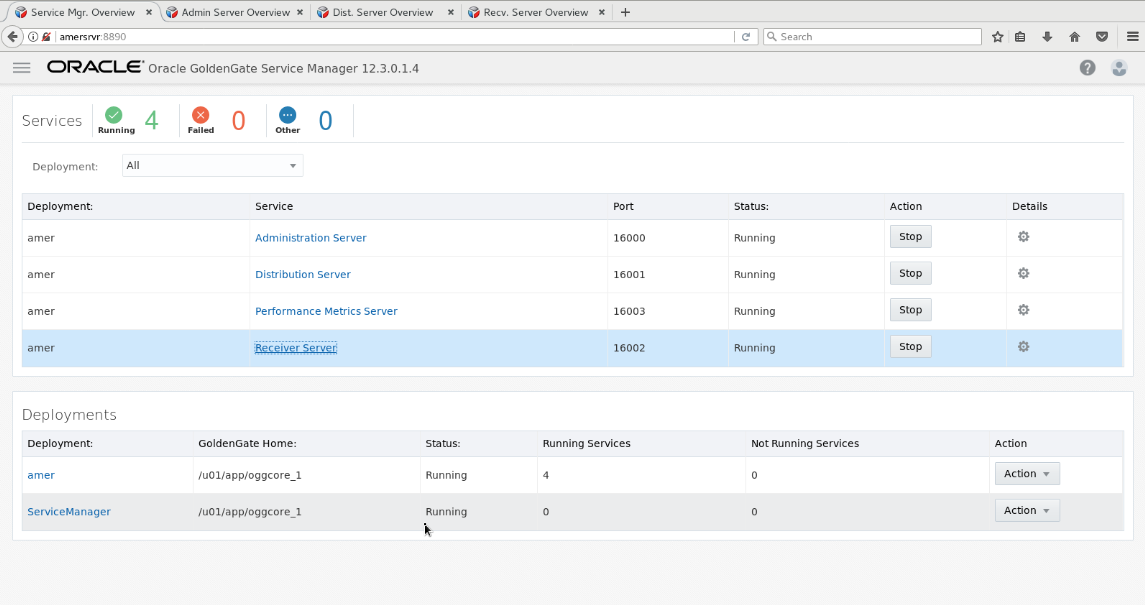 Service Mgr. Overview × Admin Server Overview × Dist. Server Overview × Recv. Server Overview × +
amersrvr:8890 Search
ORACLE Oracle GoldenGate Service Manager 12.3.0.1.4
Services Running 4 Failed 0 Other 0
Deployment: All
Deployment: Service Port Status: Action Details
amer Administration Server 16000 Running Stop
amer Distribution Server 16001 Running Stop
amer Performance Metrics Server 16003 Running Stop
amer Receiver Server 16002 Running Stop
Deployments
Deployment: GoldenGate Home: Status: Running Services Not Running Services Action
amer /u01/app/oggcore_1 Running 4 0 Action
ServiceManager /u01/app/oggcore_1 Running 0 0 Action